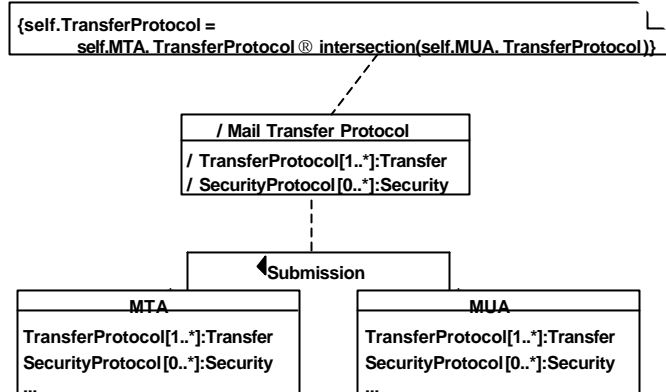 {self.TransferProtocol =
self.MTA. TransferProtocol ® intersection(self.MUA. TransferProtocol)}
/ Mail Transfer Protocol
/ TransferProtocol[1..*]:Transfer
/ SecurityProtocol[0..*]:Security
Submission
MTA
TransferProtocol[1..*]:Transfer
SecurityProtocol[0..*]:Security
...
MUA
TransferProtocol[1..*]:Transfer
SecurityProtocol[0..*]:Security
...